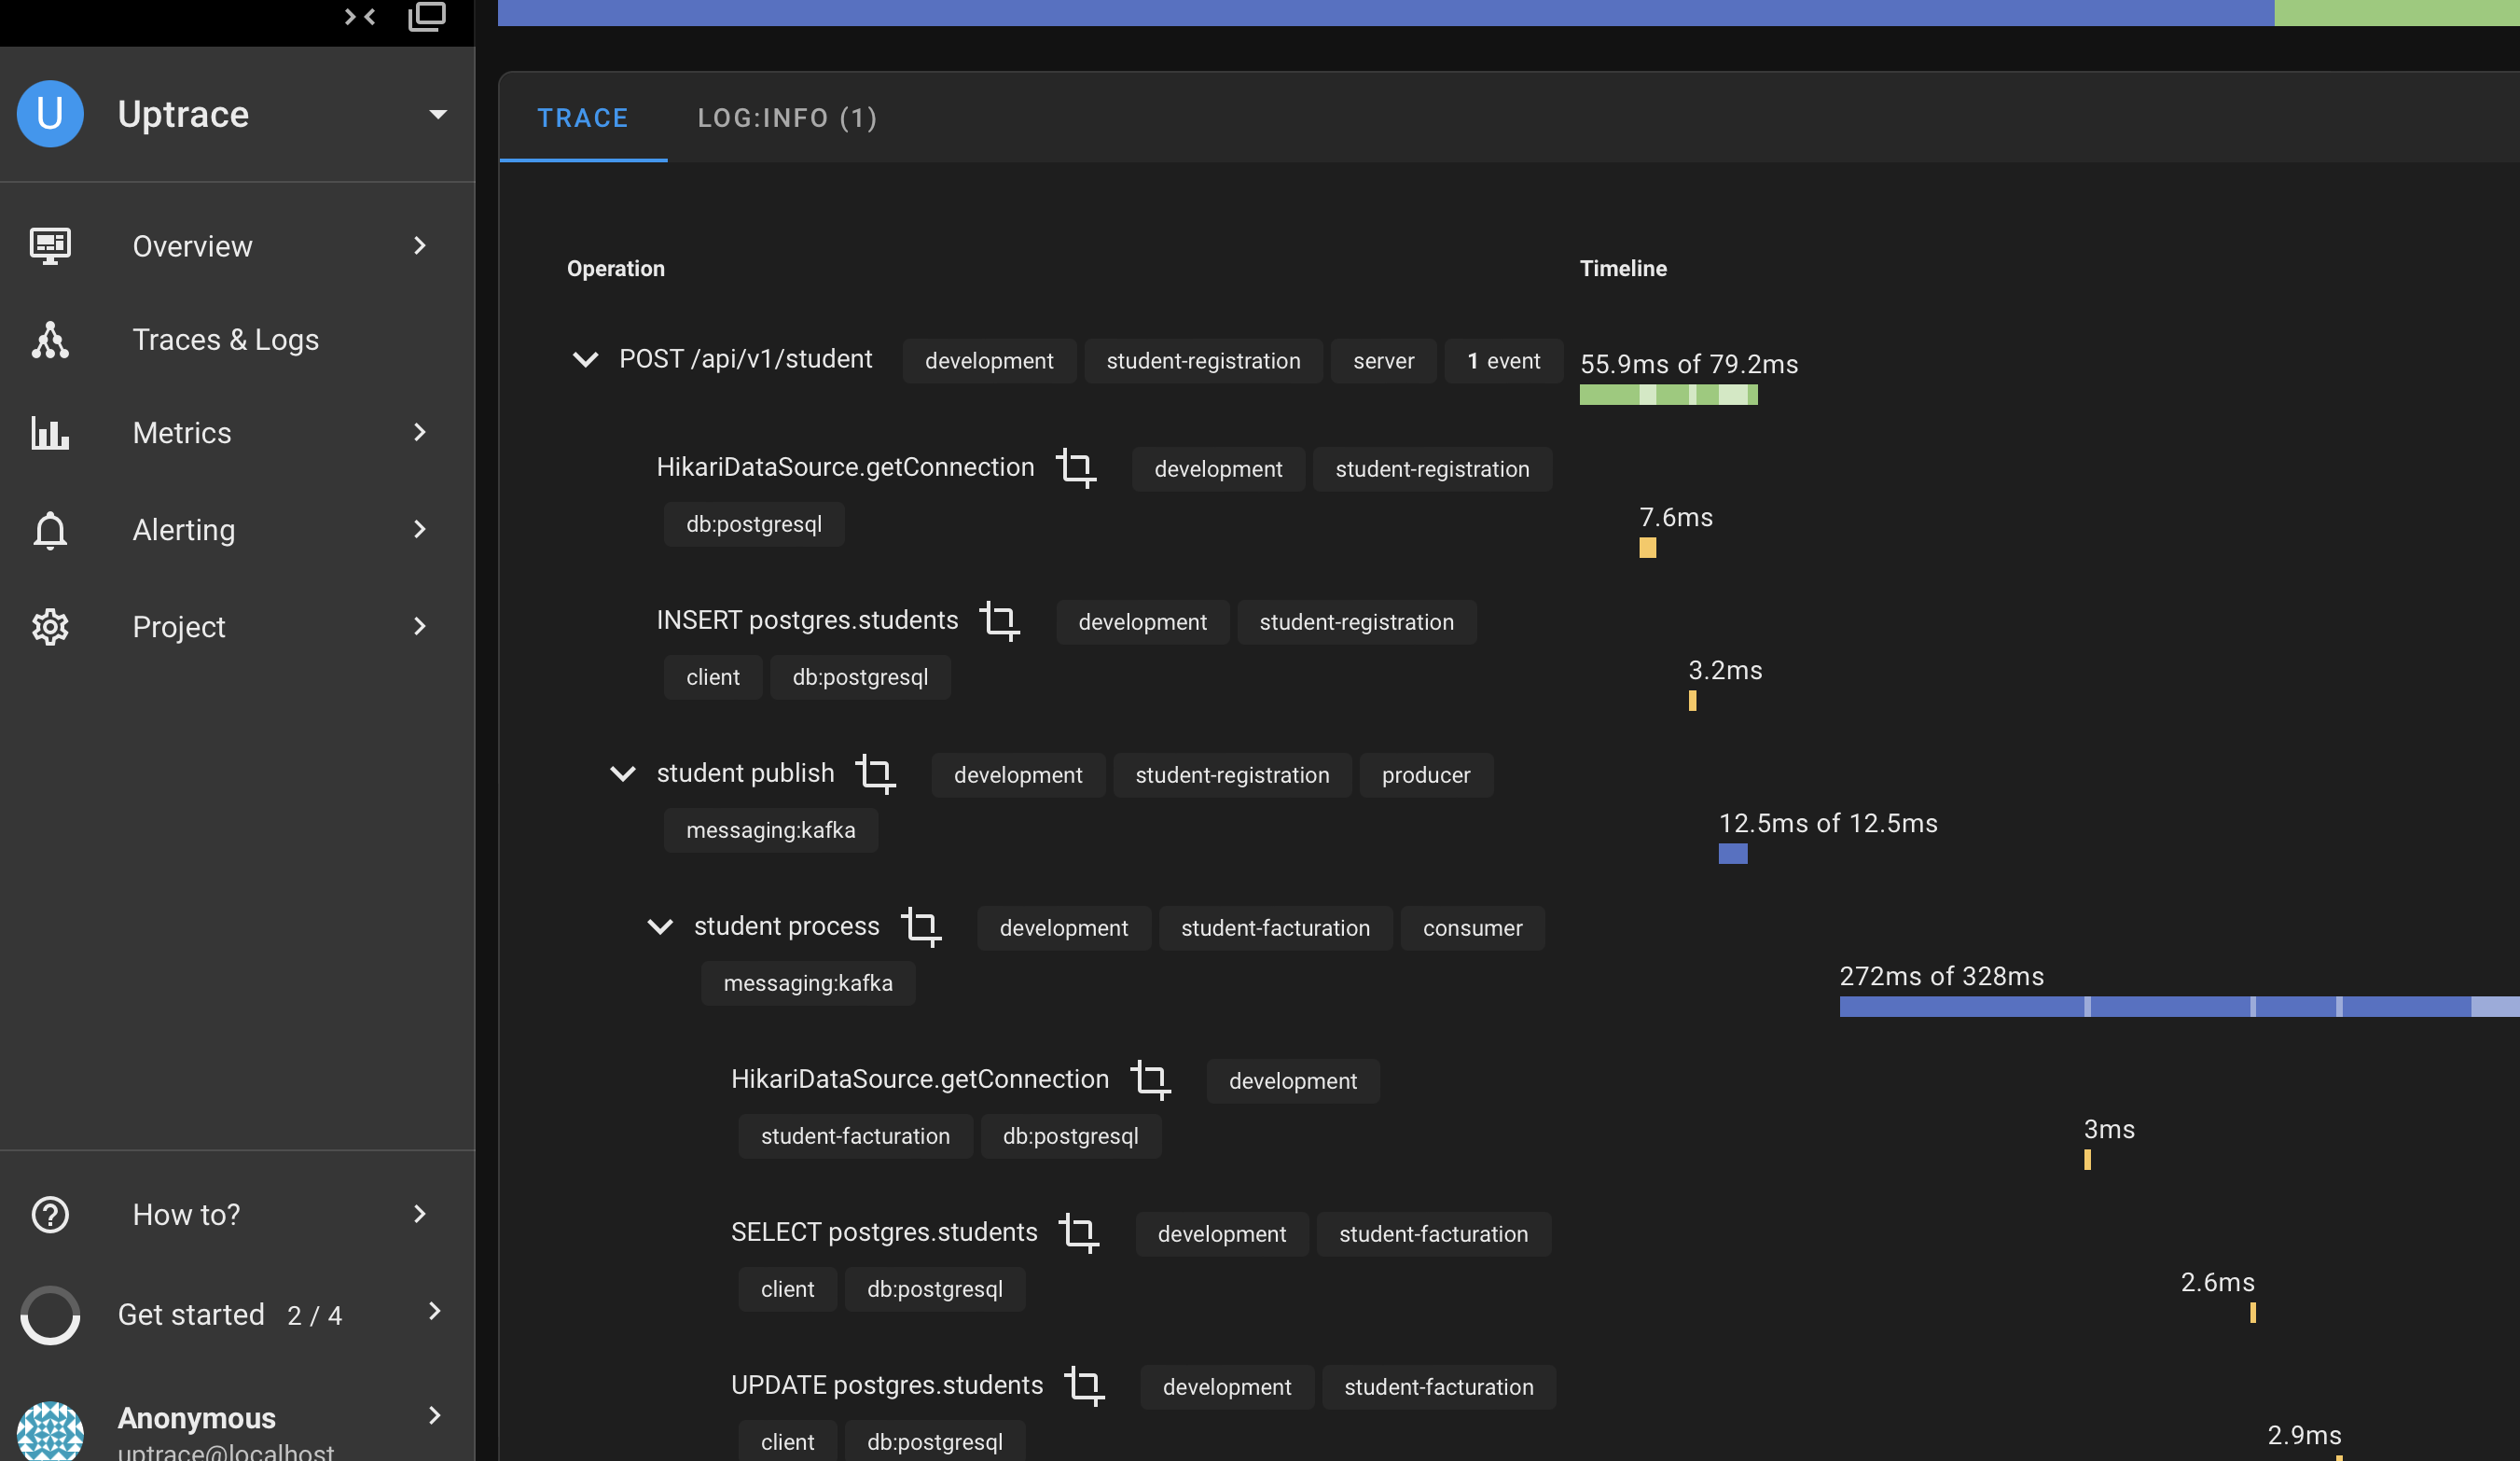 U Uptrace
Overview
Traces & Logs
Metrics
Alerting
Project
How to?
Get started 2 / 4
Anonymous
uptrace@localhost
TRACE LOG:INFO (1)
Operation Timeline
POST /api/v1/student development student-registration server 1 event 55.9ms of 79.2ms
HikariDataSource.getConnection development student-registration
db:postgresql 7.6ms
INSERT postgres.students development student-registration
client db:postgresql 3.2ms
student publish development student-registration producer
messaging:kafka 12.5ms of 12.5ms
student process development student-facturation consumer
messaging:kafka 272ms of 328ms
HikariDataSource.getConnection development
student-facturation db:postgresql 3ms
SELECT postgres.students development student-facturation
client db:postgresql 2.6ms
UPDATE postgres.students development student-facturation
client db:postgresql 2.9ms